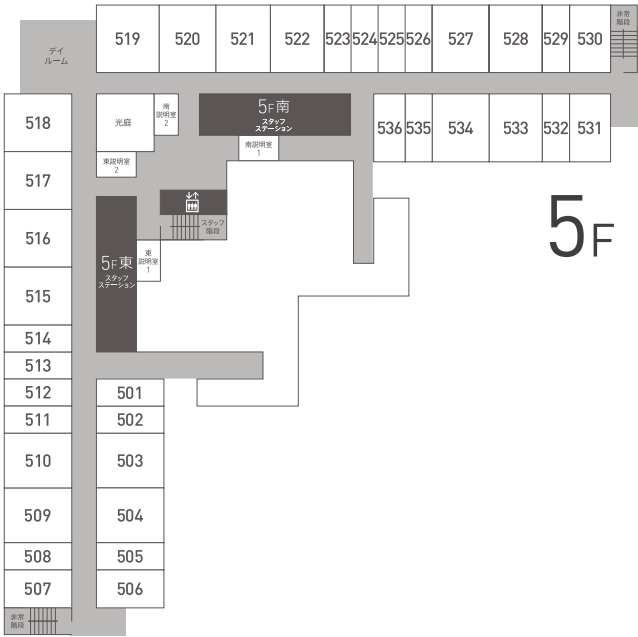 519
520
521
522
523
524
525
526
527
528
529
530
非常
階段
デイ
ルーム
518
光庭
南
説明室
2
5F南
スタッフ
ステーション
536
535
534
533
532
531
南説明室
1
東説明室
2
517
516
スタッフ
階段
5F
5F東
スタッフ
ステーション
東
説明室
1
515
514
513
512
501
511
502
510
503
509
504
508
505
507
506
非常
階段